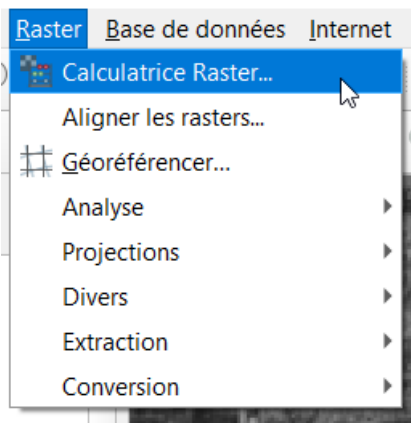 Raster Base de données Internet
Calculatrice Raster...
Aligner les rasters...
Géoréférencer...
Analyse
Projections
Divers
Extraction
Conversion